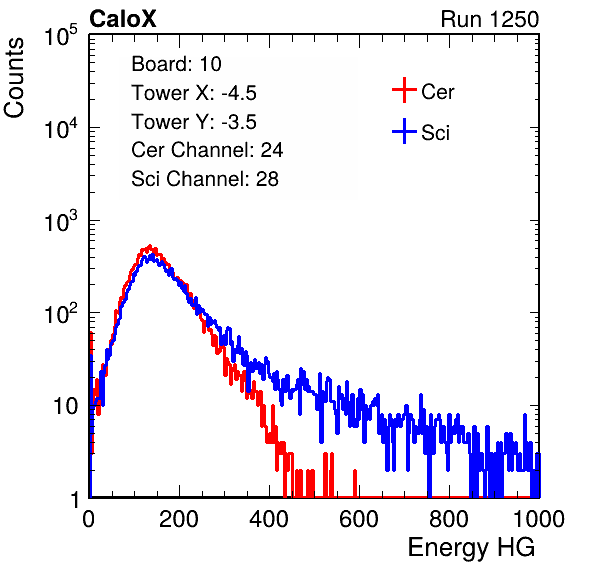 CaloX Run 1250
Counts
Board: 10
Tower X: -4.5
Tower Y: -3.5
Cer Channel: 24
Sci Channel: 28
Cer
Sci
10^5
10^4
10^3
10^2
10
1
0 200 400 600 800 1000
Energy HG